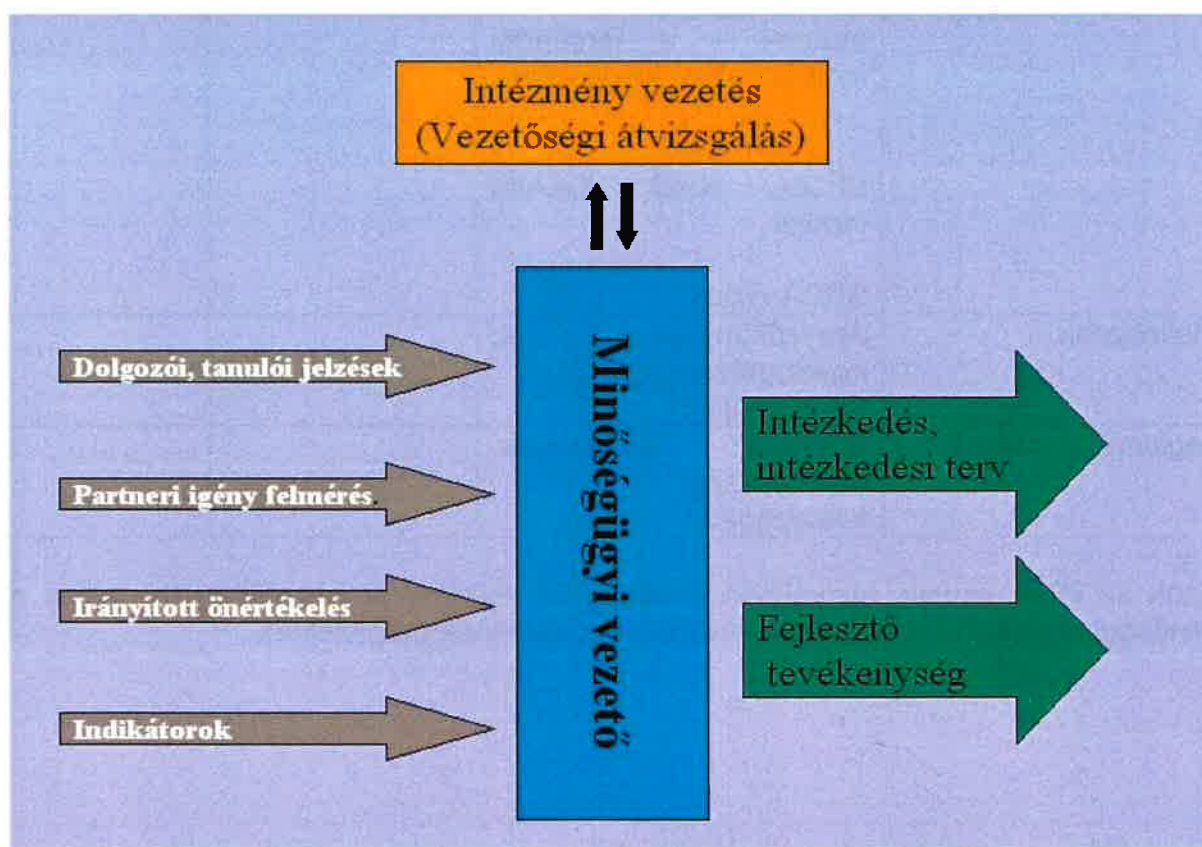 Intézmény vezetés
(Vezetőségi átvizsgálás)
Dolgozói, tanulói jelzések
Partneri igény felmérés.
Irányított önértékelés
Indikátorok
Minőségügyi vezető
Intézkedés,
intézkedési terv
Fejlesztő
tevékenység